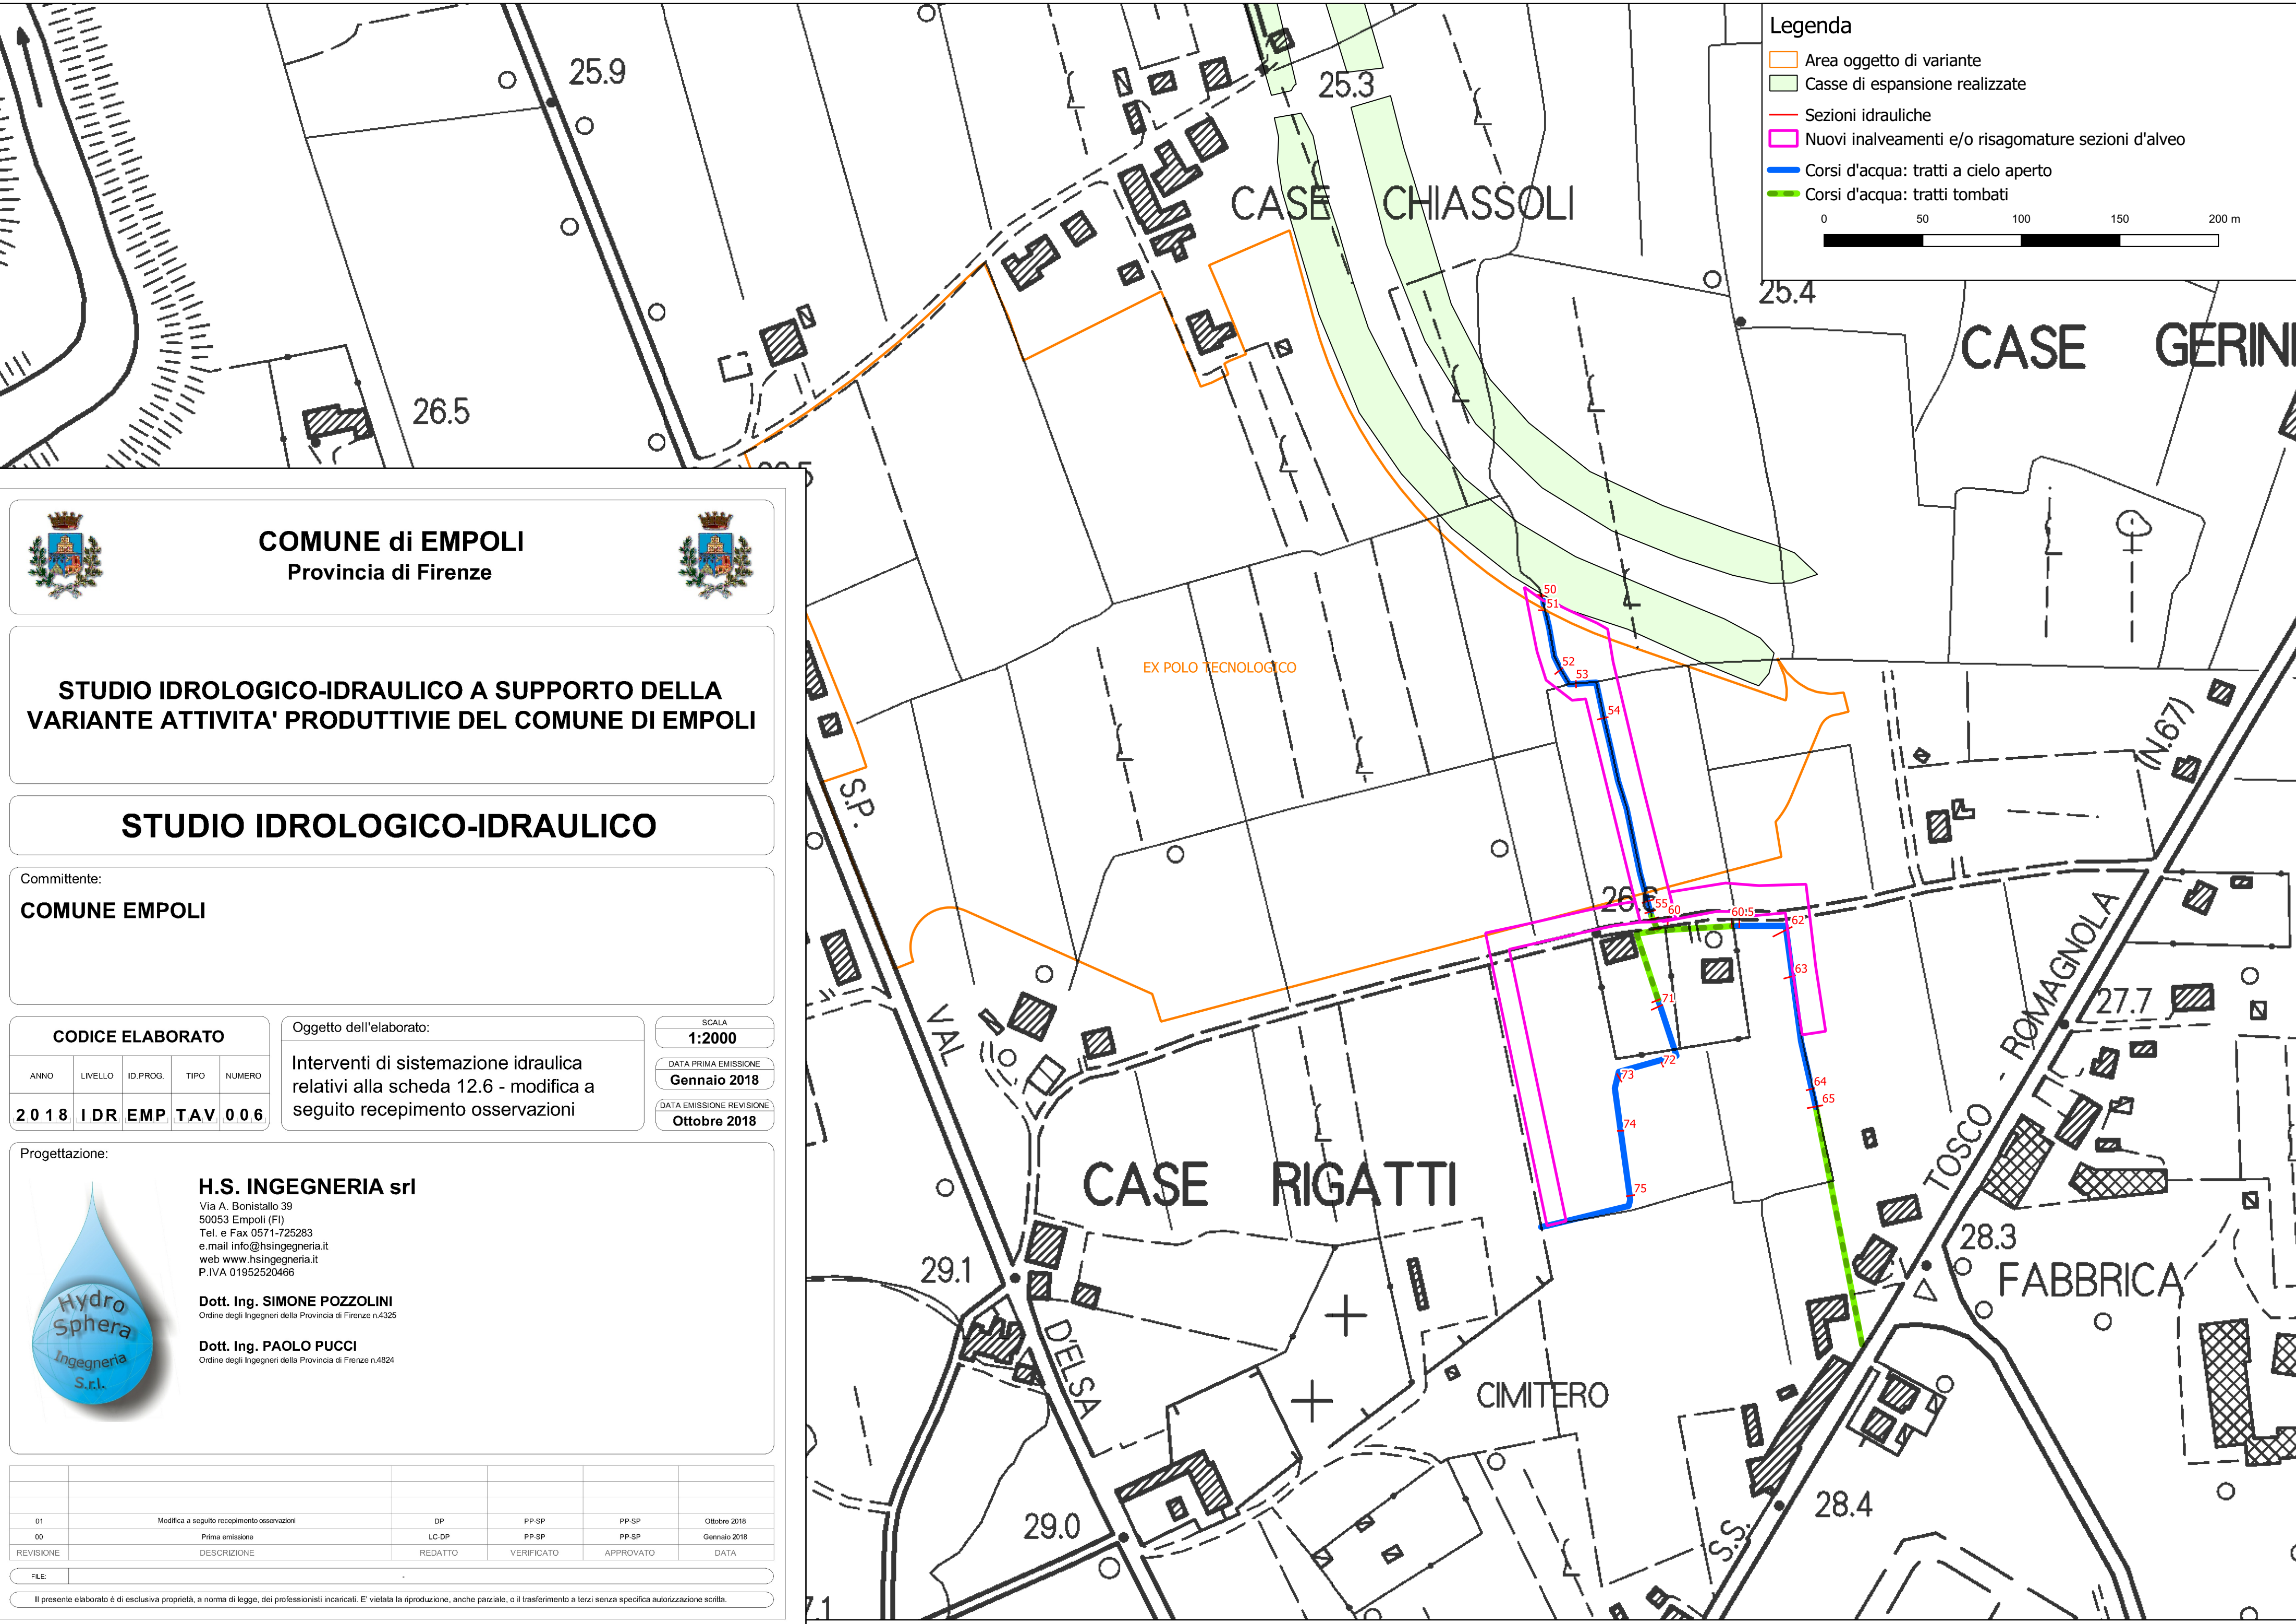 Legenda
Area oggetto di variante
Casse di espansione realizzate
Sezioni idrauliche
Nuovi inalveamenti e/o risagomature sezioni d'alveo
Corsi d'acqua: tratti a cielo aperto
Corsi d'acqua: tratti tombati
0 50 100 150 200 m
25.9
25.3
CASE CHIASSOLI
25.4
CASE GERINI
26.5
COMUNE di EMPOLI
Provincia di Firenze
STUDIO IDROLOGICO-IDRAULICO A SUPPORTO DELLA
VARIANTE ATTIVITA' PRODUTTIVIE DEL COMUNE DI EMPOLI
STUDIO IDROLOGICO-IDRAULICO
Committente:
COMUNE EMPOLI
CODICE ELABORATO
ANNO LIVELLO ID.PROG. TIPO NUMERO
2018 IDR EMP TAV 006
Oggetto dell'elaborato:
Interventi di sistemazione idraulica
relativi alla scheda 12.6 - modifica a
seguito recepimento osservazioni
SCALA
1:2000
DATA PRIMA EMISSIONE
Gennaio 2018
DATA EMISSIONE REVISIONE
Ottobre 2018
Progettazione:
H.S. INGEGNERIA srl
Via A. Bonistallo 39
50053 Empoli (FI)
Tel. e Fax 0571-725283
e.mail info@hsingegneria.it
web www.hsingegneria.it
P.IVA 01952520466
Dott. Ing. SIMONE POZZOLINI
Ordine degli Ingegneri della Provincia di Firenze n.4325
Dott. Ing. PAOLO PUCCI
Ordine degli Ingegneri della Provincia di Firenze n.4824
Hydro
Sphera
Ingegneria
S.r.l.
01 Modifica a seguito recepimento osservazioni DP PP-SP PP-SP Ottobre 2018
00 Prima emissione LC-DP PP-SP PP-SP Gennaio 2018
REVISIONE DESCRIZIONE REDATTO VERIFICATO APPROVATO DATA
FILE: -
Il presente elaborato è di esclusiva proprietà, a norma di legge, dei professionisti incaricati. E' vietata la riproduzione, anche parziale, o il trasferimento a terzi senza specifica autorizzazione scritta.
EX POLO TECNOLOGICO
50
51
52
53
54
55
60
60.5
62
63
64
65
71
72
73
74
75
S.P.
VAL
D'ELSA
(N.67)
ROMAGNOLA
TOSCO
S.S.
27.7
28.3
FABBRICA
CASE RIGATTI
29.1
CIMITERO
29.0
28.4